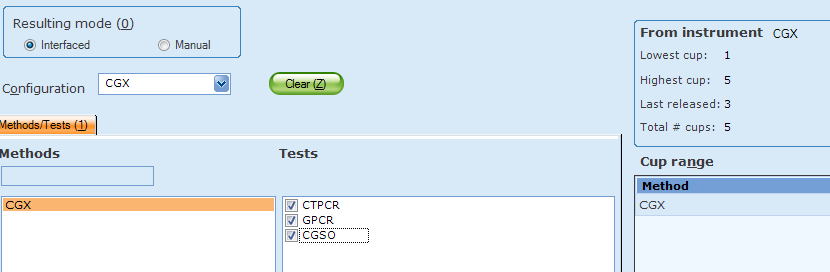 Resulting mode (0)
Interfaced
Manual
Configuration
CGX
Clear (Z)
Methods/Tests (1)
Methods
Tests
CGX
CTPCR
GPCR
CGSO
From instrument CGX
Lowest cup: 1
Highest cup: 5
Last released: 3
Total # cups: 5
Cup range
Method
CGX